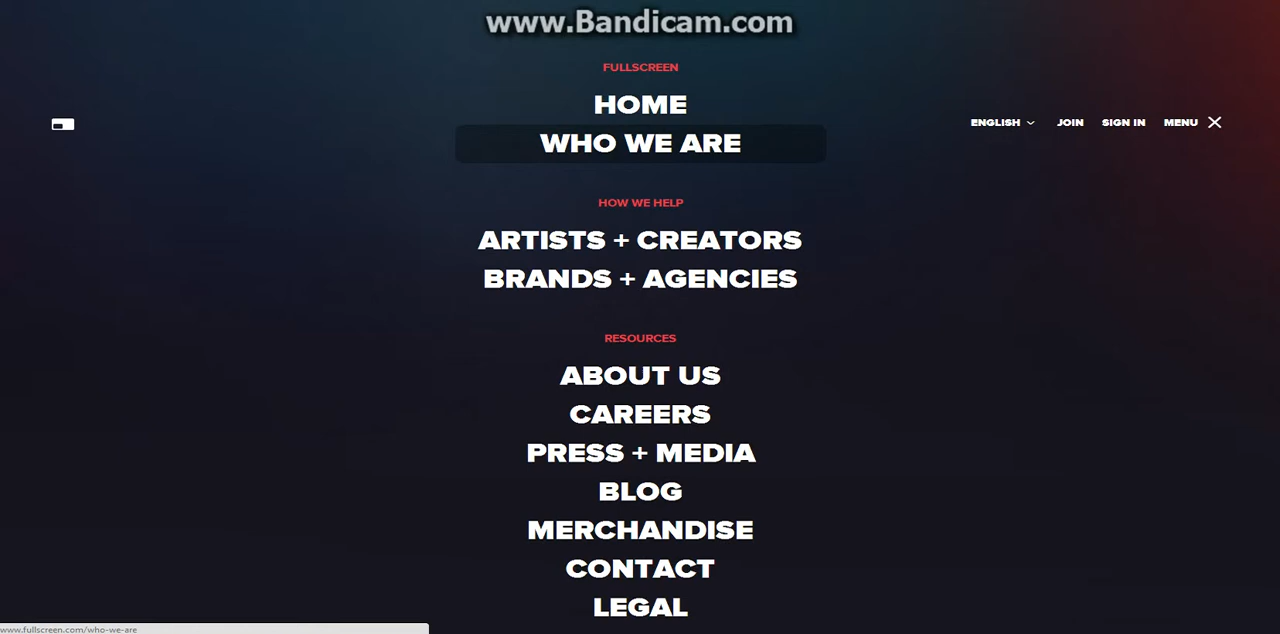 www.Bandicam.com
FULLSCREEN
HOME
ENGLISH JOIN SIGN IN MENU
WHO WE ARE
HOW WE HELP
ARTISTS + CREATORS
BRANDS + AGENCIES
RESOURCES
ABOUT US
CAREERS
PRESS + MEDIA
BLOG
MERCHANDISE
CONTACT
LEGAL
www.fullscreen.com/who-we-are